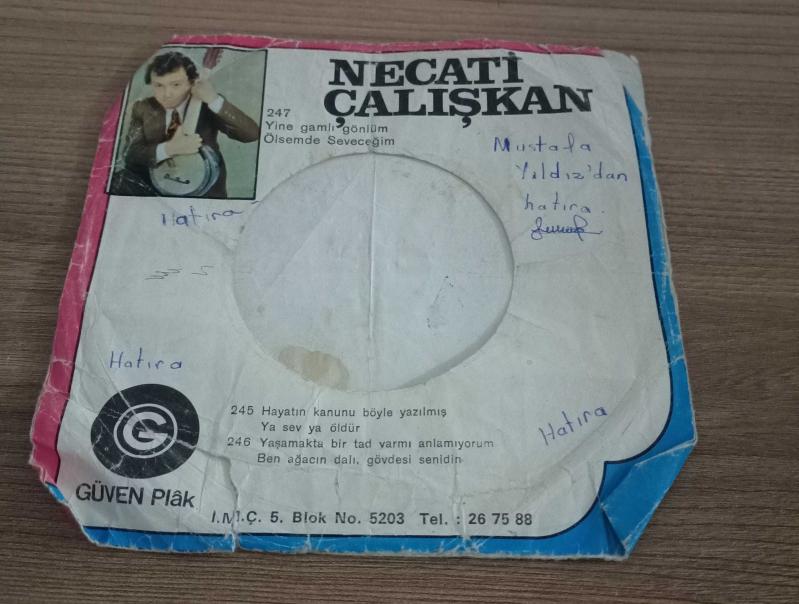 NECATİ
ÇALIŞKAN
247
Yine gamlı gönlüm
Ölsemde Seveceğim
Mustafa
Yıldız'dan
hatıra.
Hatıra
Hatıra
245 Hayatın kanunu böyle yazılmış
Ya sev ya öldür
246 Yaşamakta bir tad varmı anlamıyorum
Ben ağacın dalı, gövdesi senidin
Hatıra
G
GÜVEN Plâk
İ.M.Ç. 5. Blok No. 5203 Tel. : 26 75 88